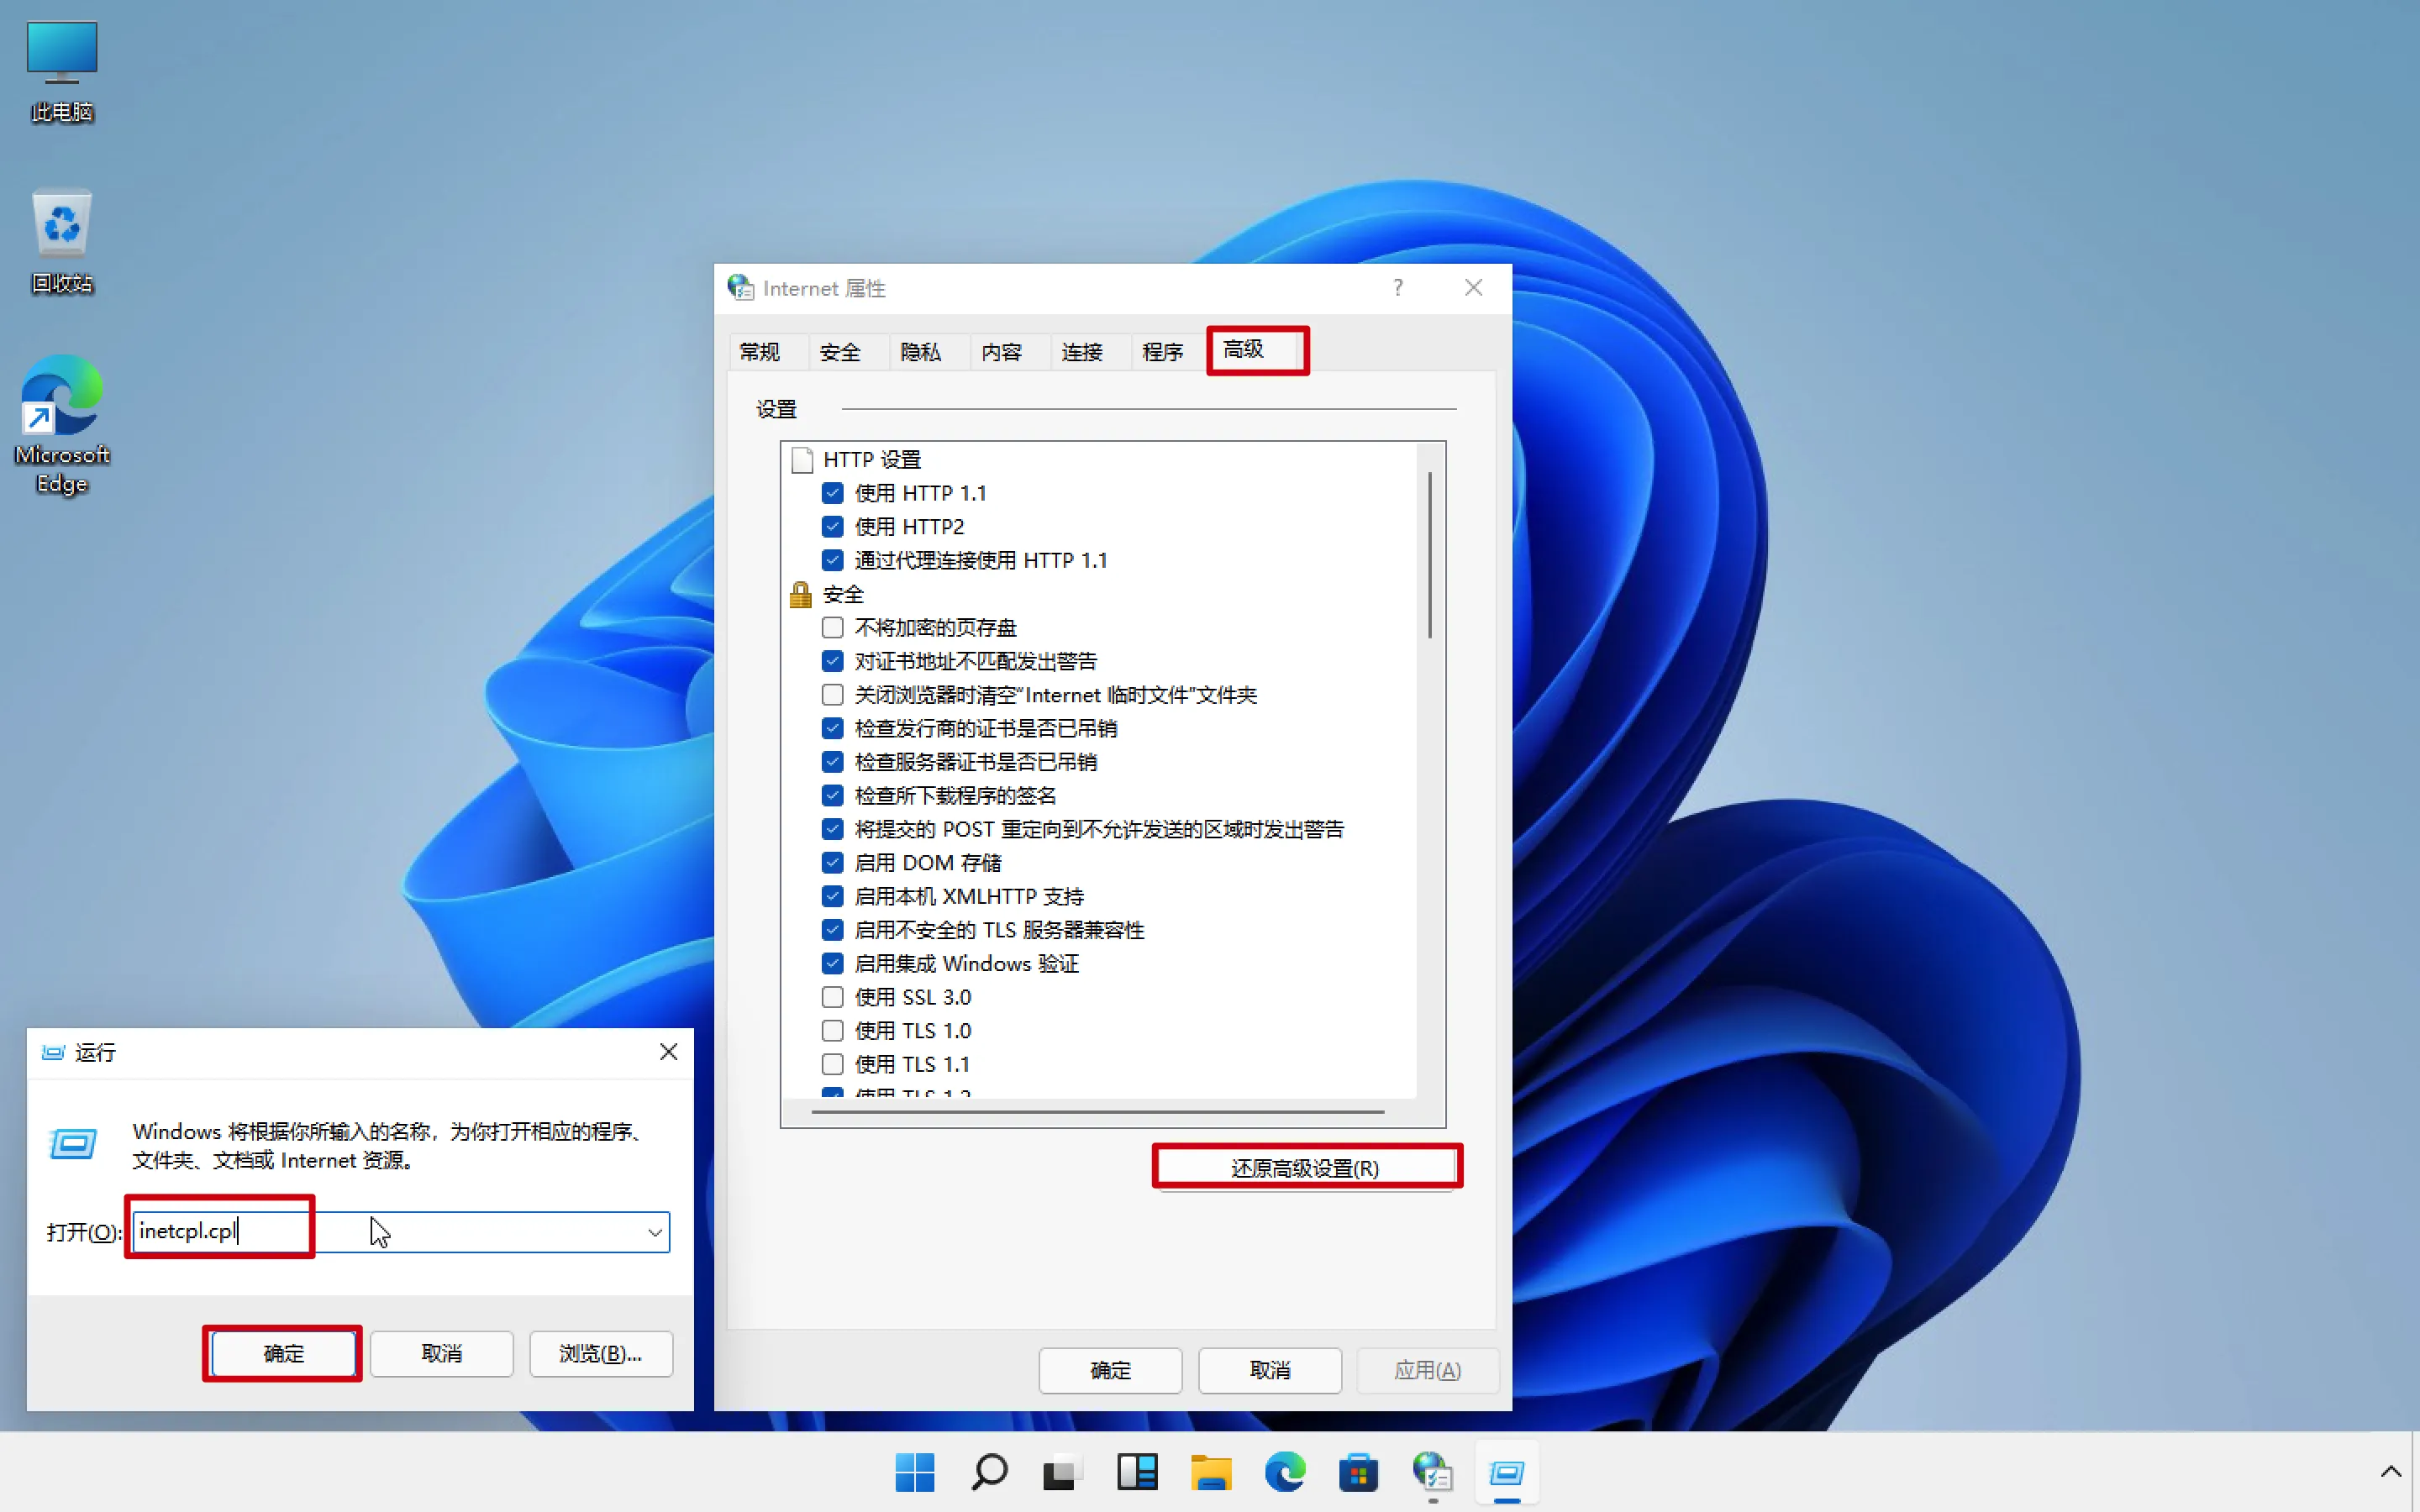 此电脑
回收站
Microsoft
Edge
Internet 属性
?
常规
安全
隐私
内容
连接
程序
高级
设置
HTTP 设置
使用 HTTP 1.1
使用 HTTP2
通过代理连接使用 HTTP 1.1
安全
不将加密的页存盘
对证书地址不匹配发出警告
关闭浏览器时清空“Internet 临时文件”文件夹
检查发行商的证书是否已吊销
检查服务器证书是否已吊销
检查所下载程序的签名
将提交的 POST 重定向到不允许发送的区域时发出警告
启用 DOM 存储
启用本机 XMLHTTP 支持
启用不安全的 TLS 服务器兼容性
启用集成 Windows 验证
使用 SSL 3.0
使用 TLS 1.0
使用 TLS 1.1
使用 TLS 1.2
还原高级设置(R)
确定
取消
应用(A)
运行
Windows 将根据你所输入的名称，为你打开相应的程序、
文件夹、文档或 Internet 资源。
打开(O):
inetcpl.cpl
确定
取消
浏览(B)...